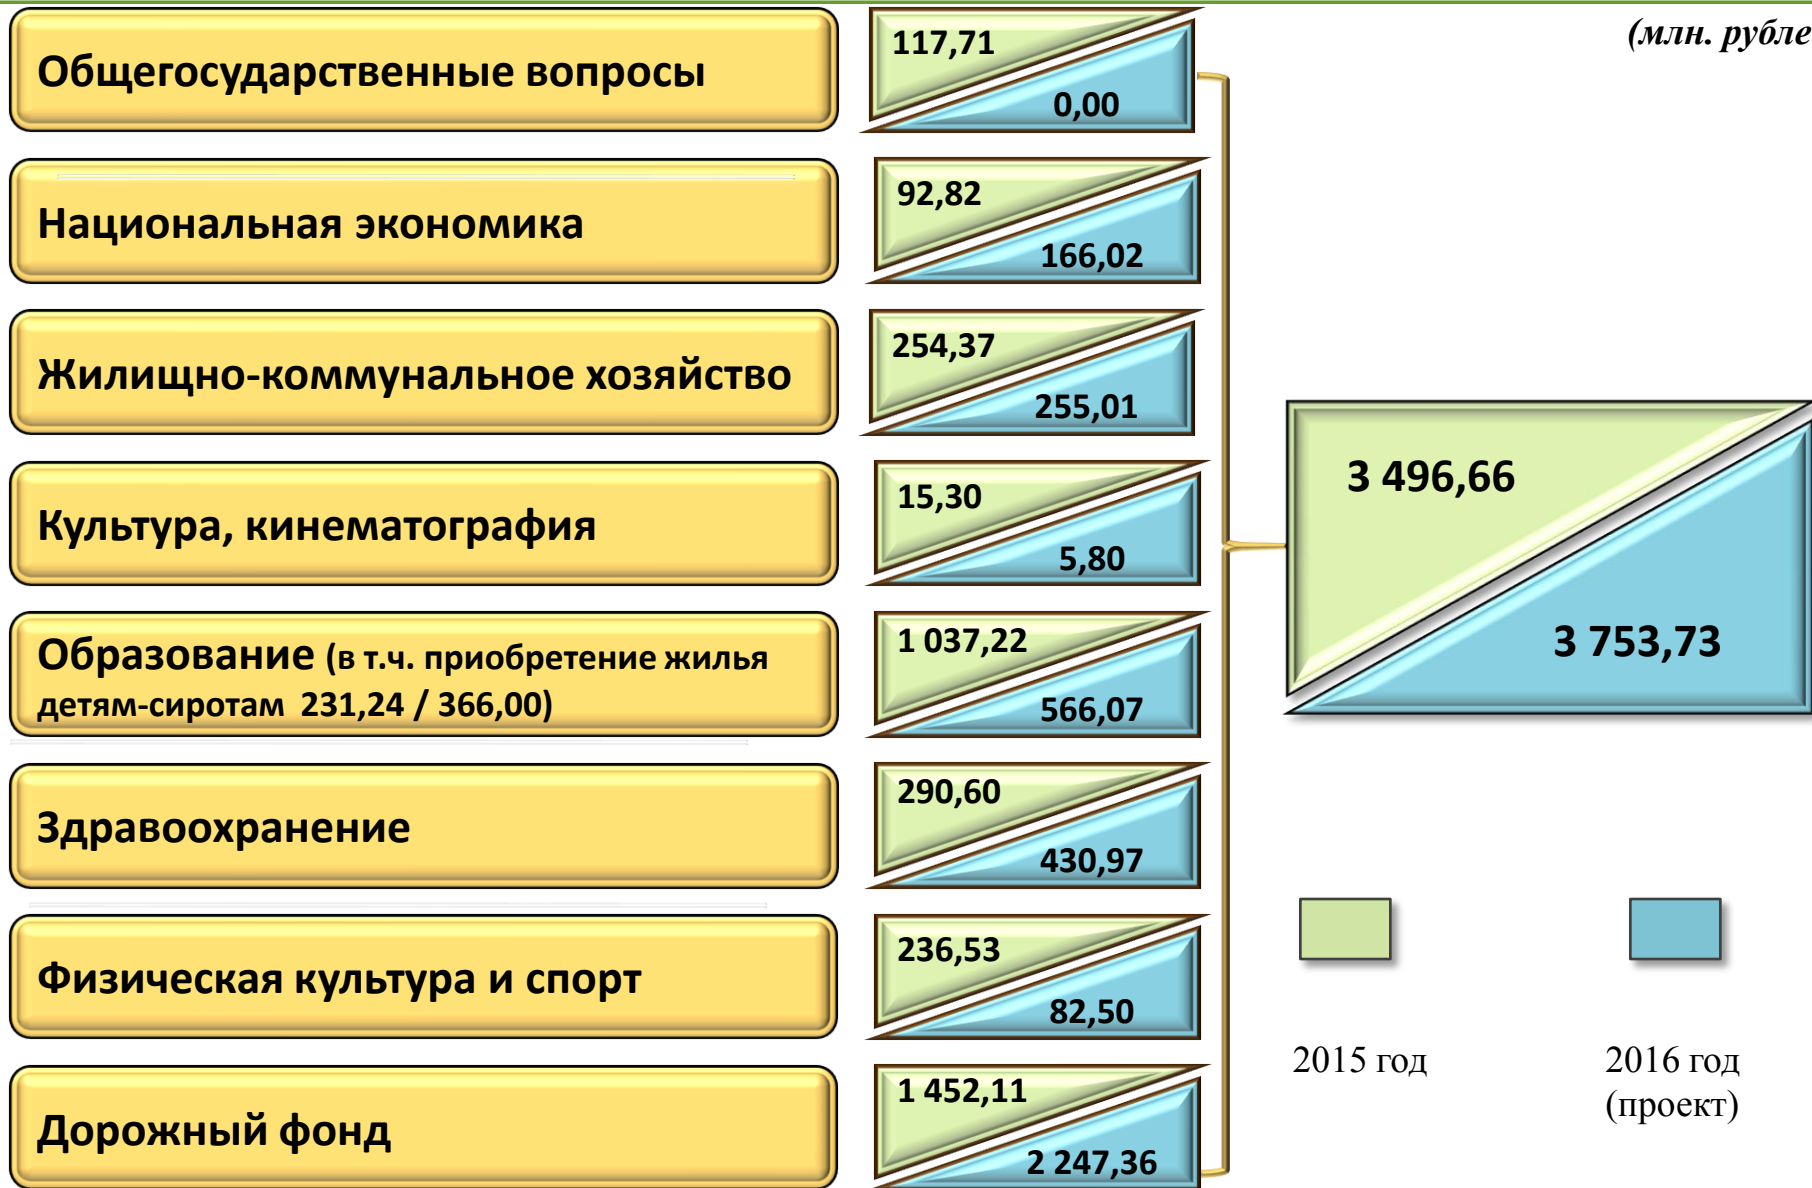 (млн. рубле
Общегосударственные вопросы
117,71
0,00
Национальная экономика
92,82
166,02
Жилищно-коммунальное хозяйство
254,37
255,01
Культура, кинематография
15,30
5,80
Образование (в т.ч. приобретение жилья
детям-сиротам 231,24 / 366,00)
1 037,22
566,07
Здравоохранение
290,60
430,97
Физическая культура и спорт
236,53
82,50
Дорожный фонд
1 452,11
2 247,36
3 496,66
3 753,73
2015 год
2016 год
(проект)